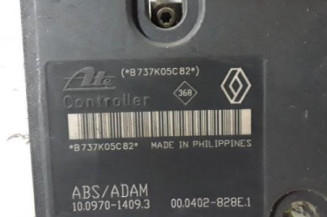 Ate (*B737K05C82*)
Controller 368
*B737K05C82* MADE IN PHILIPPINES
ABS/ADAM
10.0970-1409.3 00.0402-828E.1